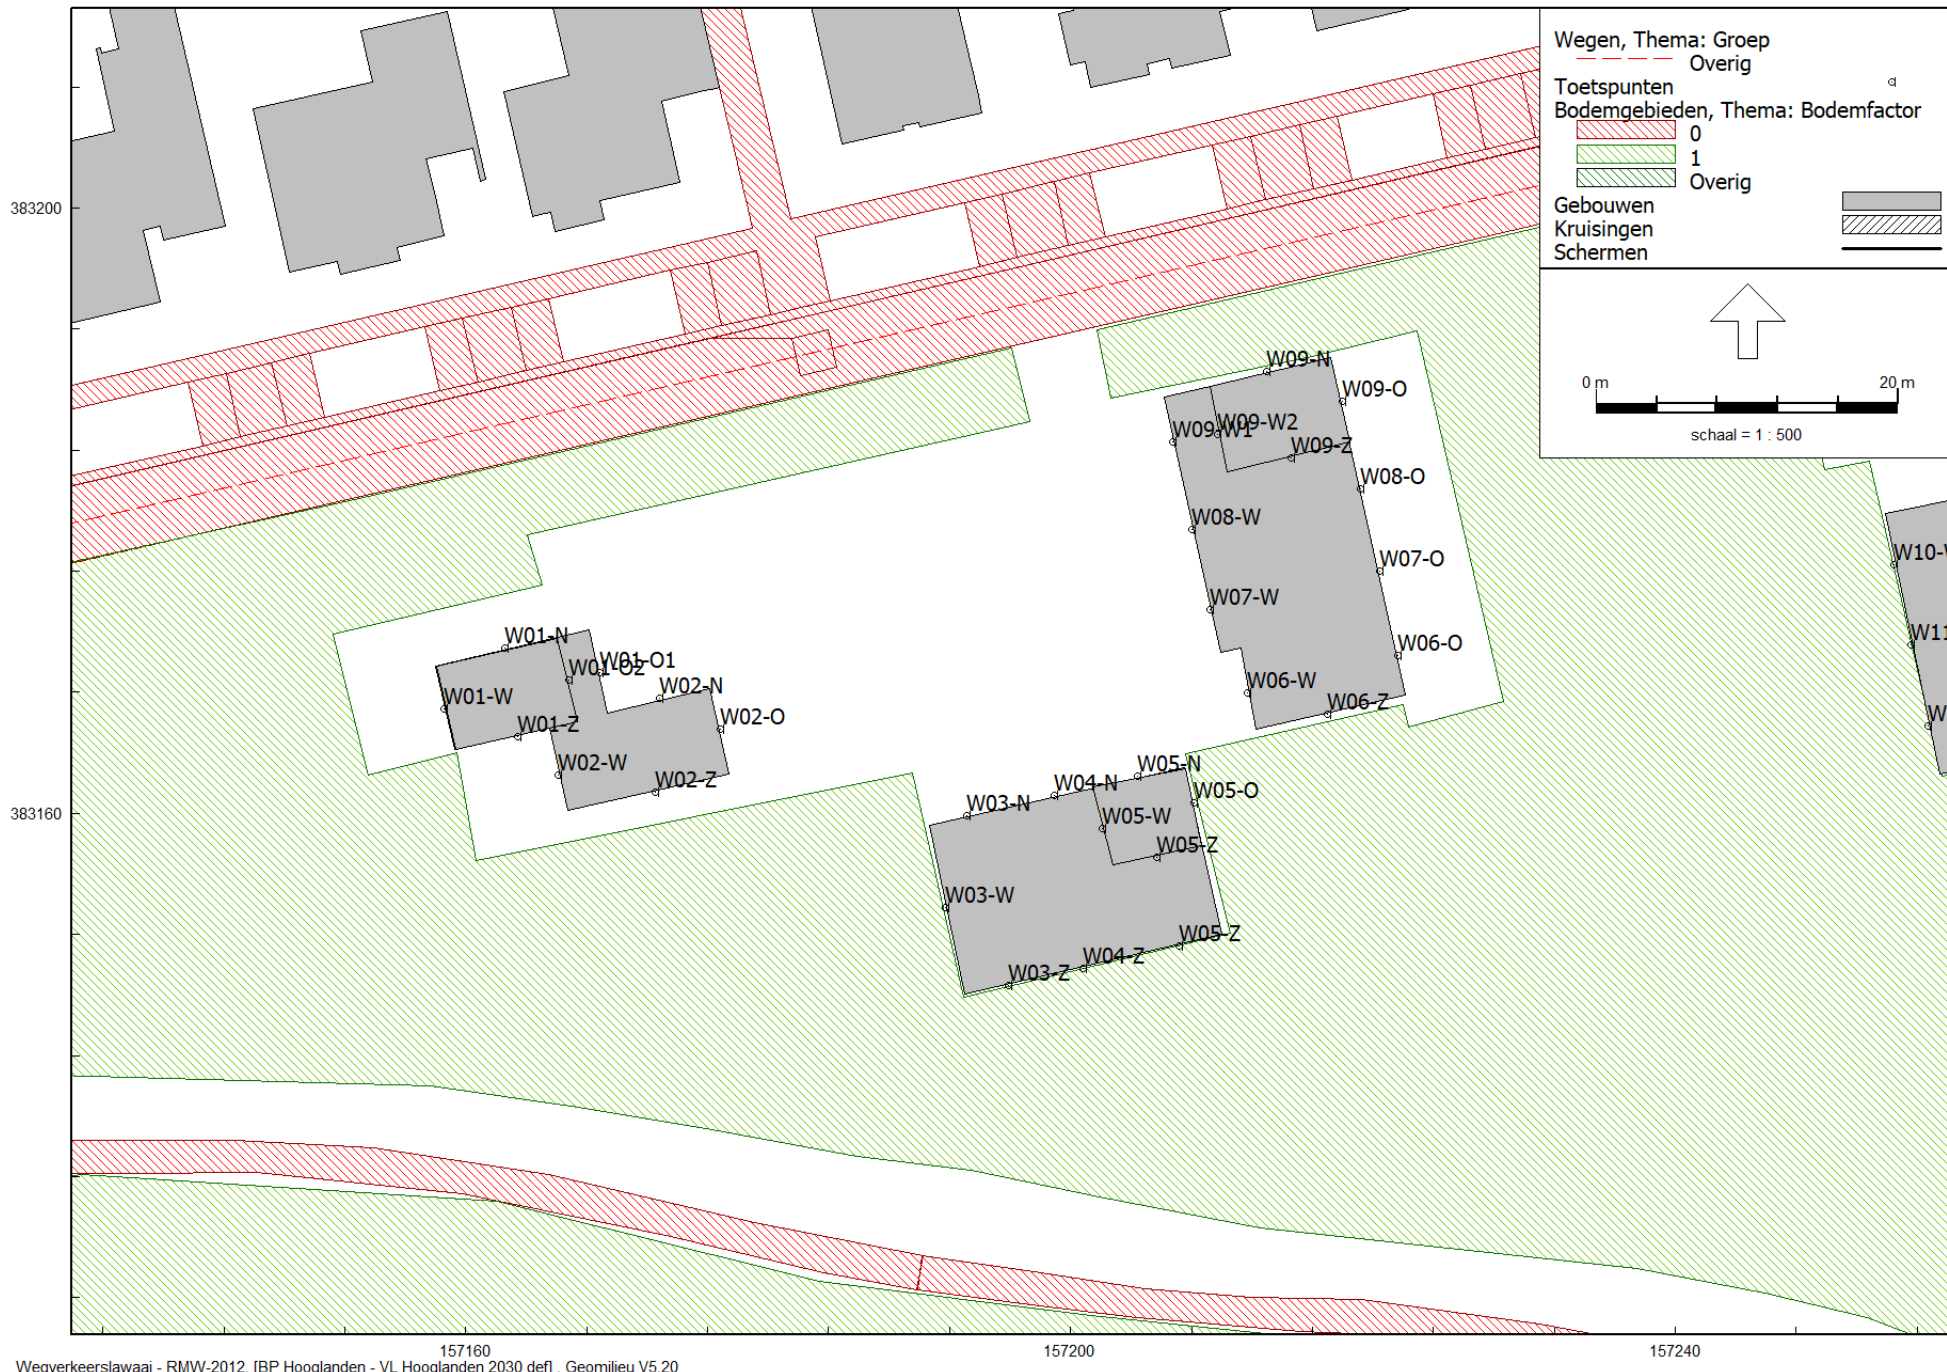 Wegen, Thema: Groep
Overig
Toetspunten
Bodemgebieden, Thema: Bodemfactor
0
1
Overig
Gebouwen
Kruisingen
Schermen
0 m 20 m
schaal = 1 : 500
383200
383160
W09-N
W09-O
W09-W2
W09-W1
W09-Z
W08-O
W08-W
W07-O
W07-W
W06-O
W06-W
W06-Z
W10-W
W11
W
W01-N
W01-O1
W01-O2
W01-W
W01-Z
W02-N
W02-O
W02-W
W02-Z
W05-N
W04-N
W05-O
W03-N
W05-W
W05-Z
W03-W
W05-Z
W04-Z
W03-Z
157160 157200 157240
Wegverkeerslawaai - RMW-2012, [BP Hooglanden - VL Hooglanden 2030 def] , Geomilieu V5.20